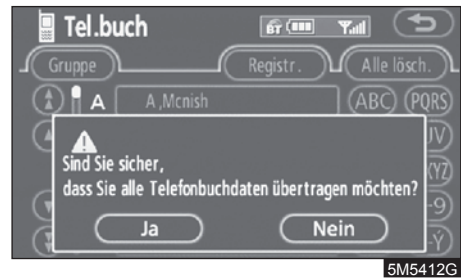 Tel.buch
BT
Gruppe Registr. Alle lösch.
A A ,Mcnish ABC PQRS
Sind Sie sicher,
dass Sie alle Telefonbuchdaten übertragen möchten?
Ja Nein
5M5412G